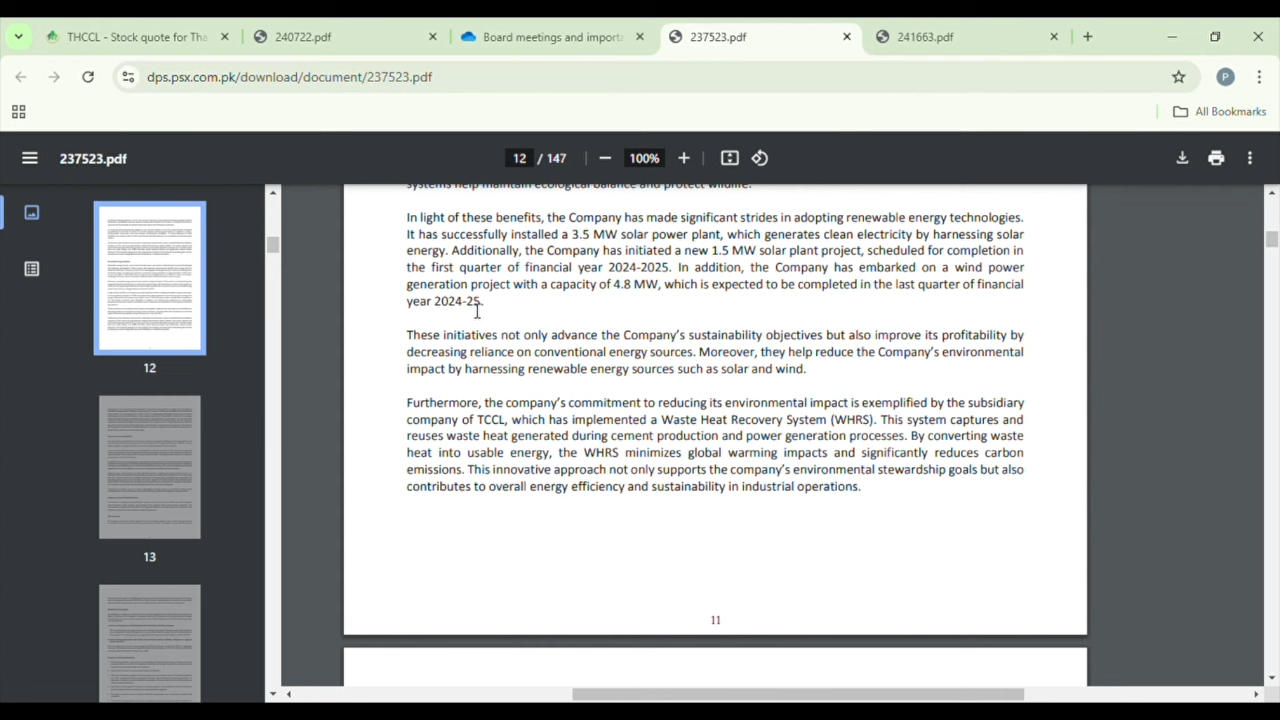 THCCL - Stock quote for Tha
240722.pdf
Board meetings and importa
237523.pdf
241663.pdf
dps.psx.com.pk/download/document/237523.pdf
P
All Bookmarks
237523.pdf
12 / 147
100%
systems help maintain ecological balance and protect wildlife.
In light of these benefits, the Company has made significant strides in adopting renewable energy technologies.
It has successfully installed a 3.5 MW solar power plant, which generates clean electricity by harnessing solar
energy. Additionally, the Company has initiated a new 1.5 MW solar plant project, scheduled for completion in
the first quarter of financial year 2024-2025. In addition, the Company has embarked on a wind power
generation project with a capacity of 4.8 MW, which is expected to be completed in the last quarter of financial
year 2024-25.
These initiatives not only advance the Company's sustainability objectives but also improve its profitability by
decreasing reliance on conventional energy sources. Moreover, they help reduce the Company's environmental
impact by harnessing renewable energy sources such as solar and wind.
Furthermore, the company's commitment to reducing its environmental impact is exemplified by the subsidiary
company of TCCL, which has implemented a Waste Heat Recovery System (WHRS). This system captures and
reuses waste heat generated during cement production and power generation processes. By converting waste
heat into usable energy, the WHRS minimizes global warming impacts and significantly reduces carbon
emissions. This innovative approach not only supports the company's environmental stewardship goals but also
contributes to overall energy efficiency and sustainability in industrial operations.
11
12
13